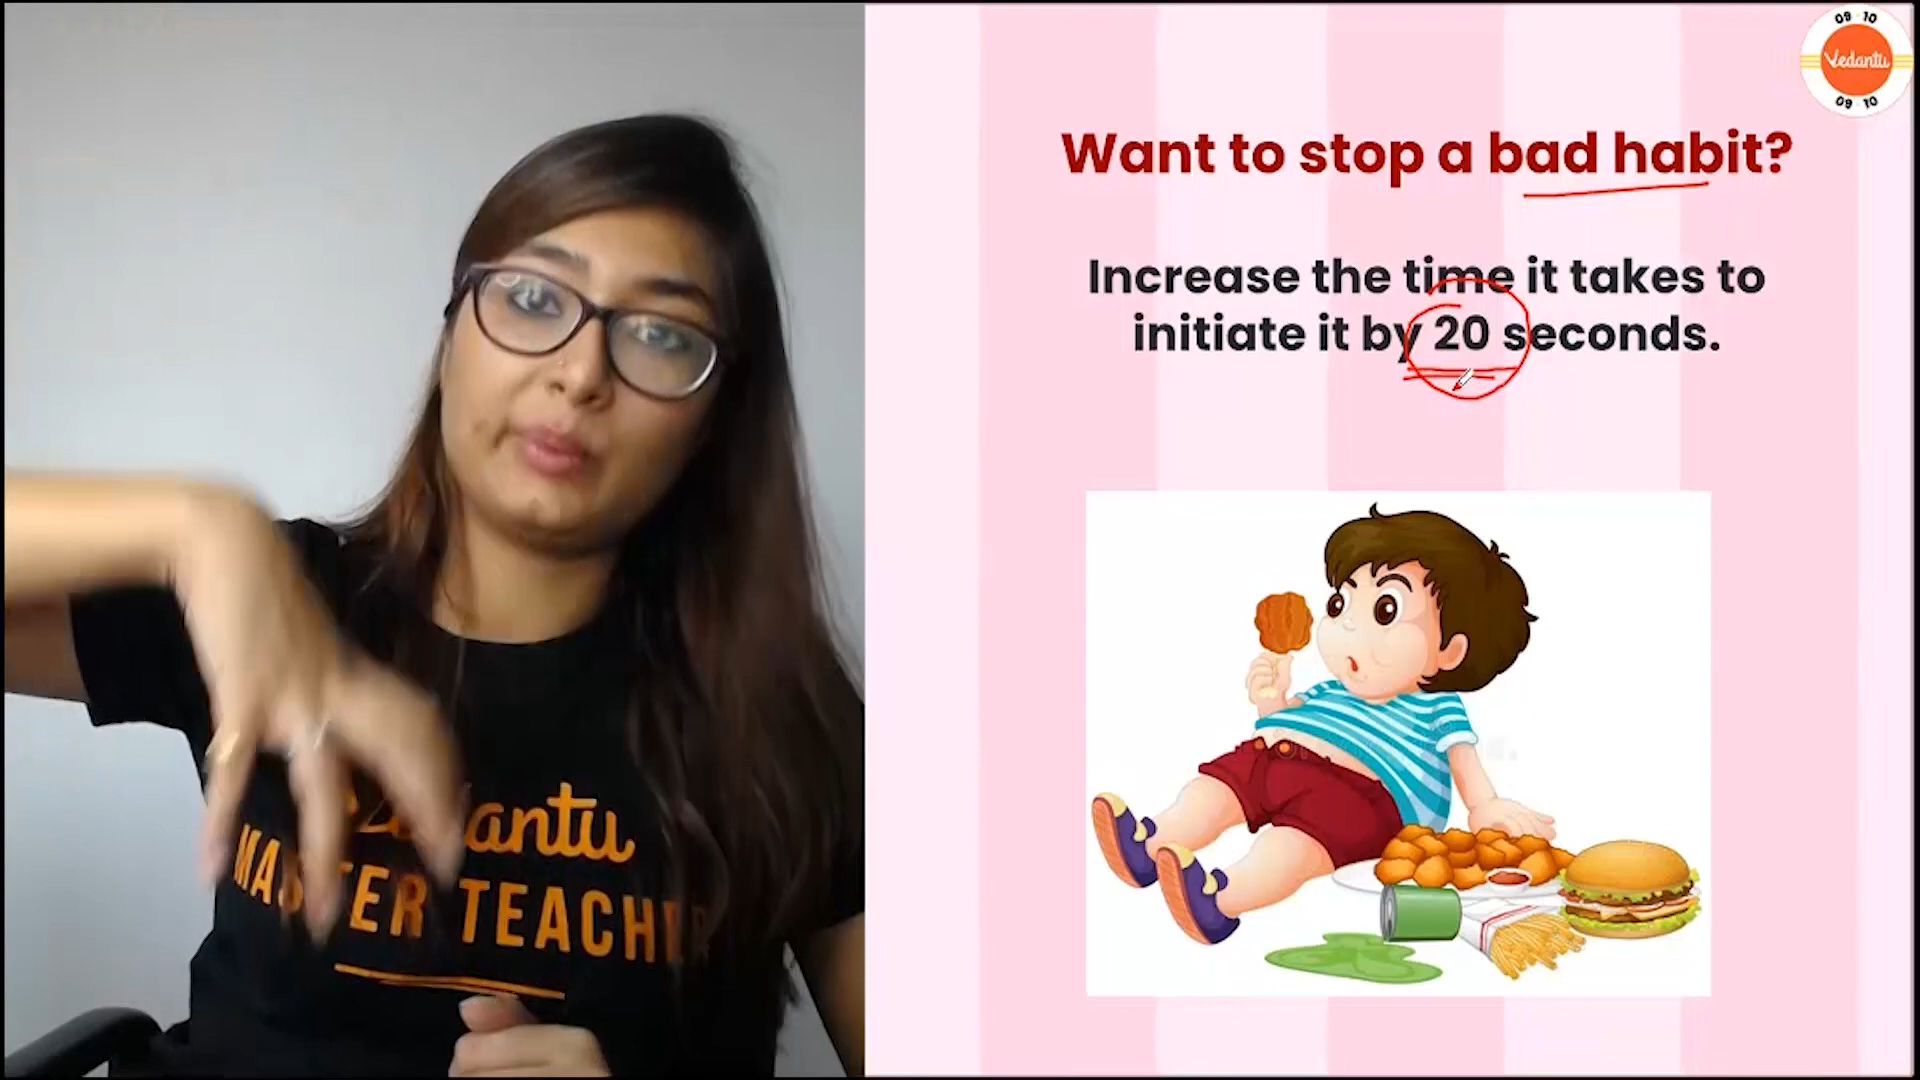 09 10
Vedantu
09 10
Want to stop a bad habit?
Increase the time it takes to
initiate it by 20 seconds.
MASTER TEACHER